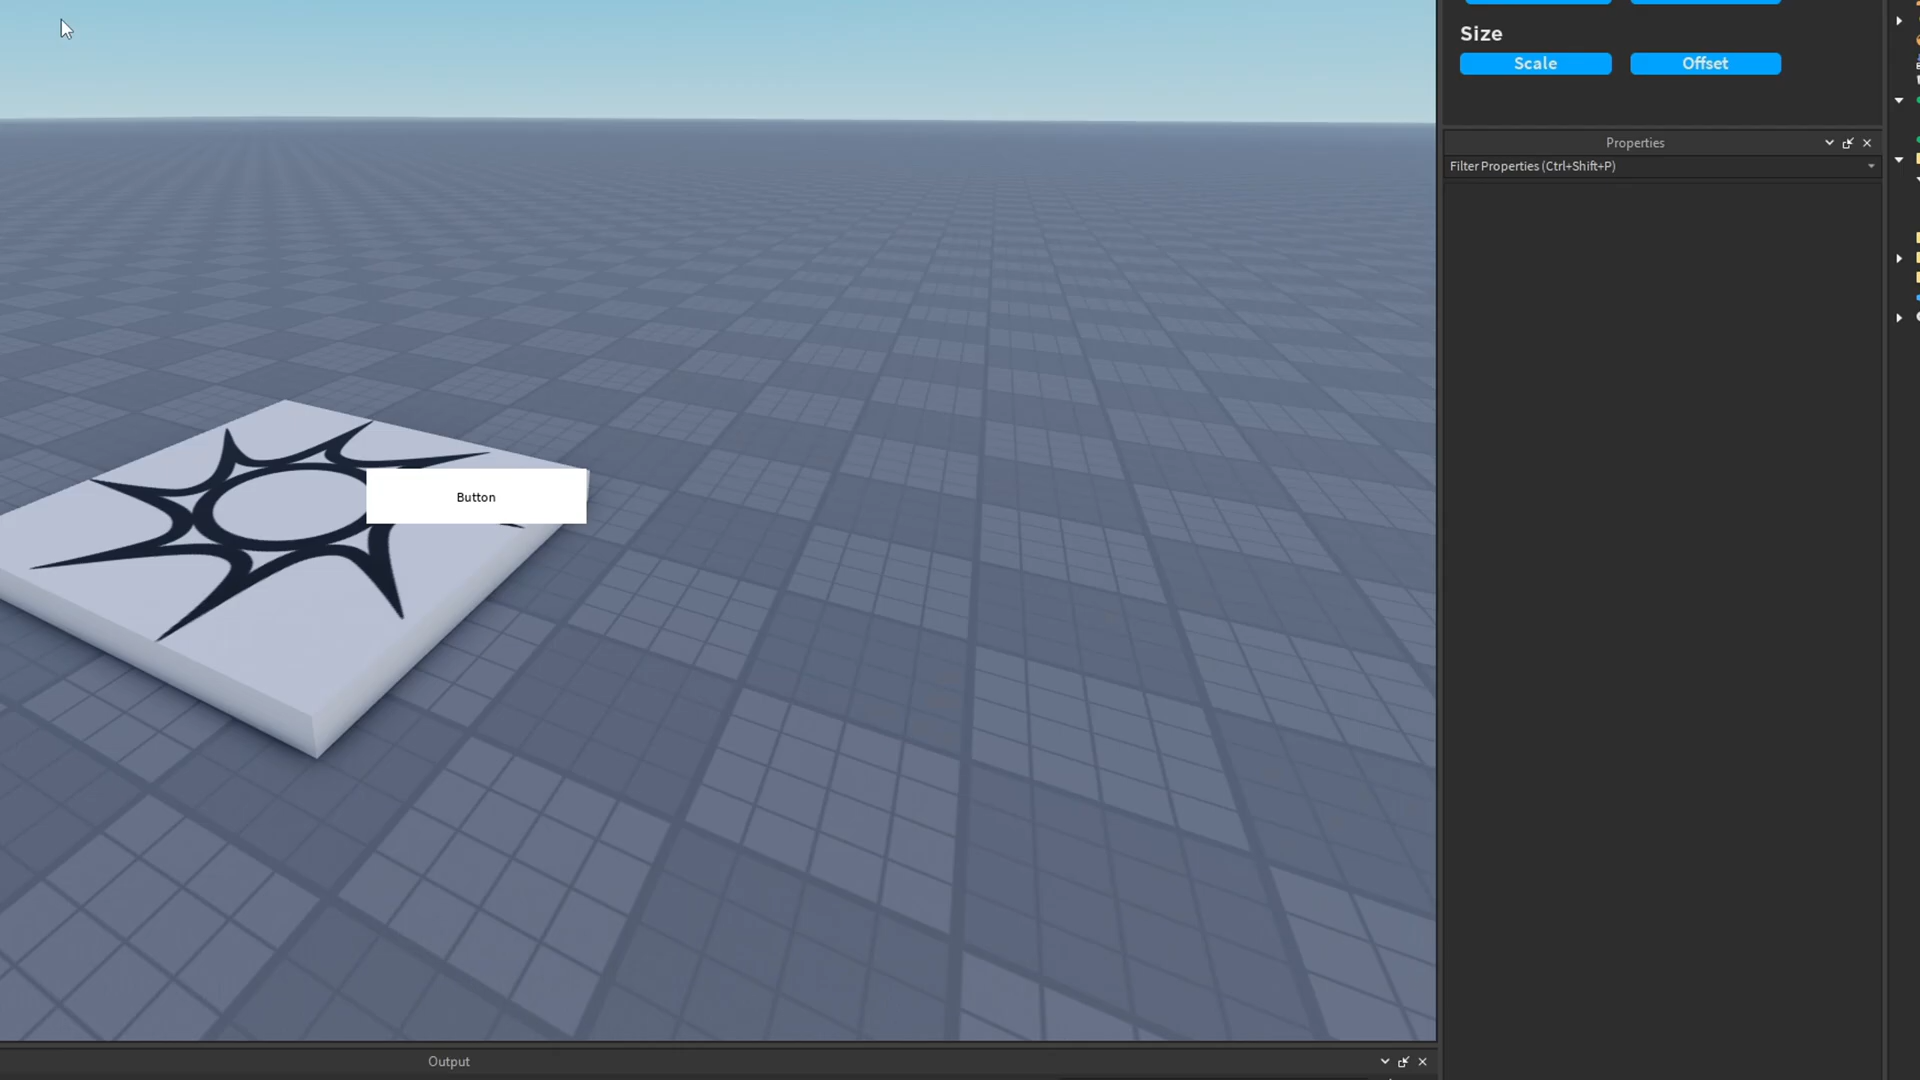 Size
Scale Offset
Properties
Filter Properties (Ctrl+Shift+P)
Button
Output